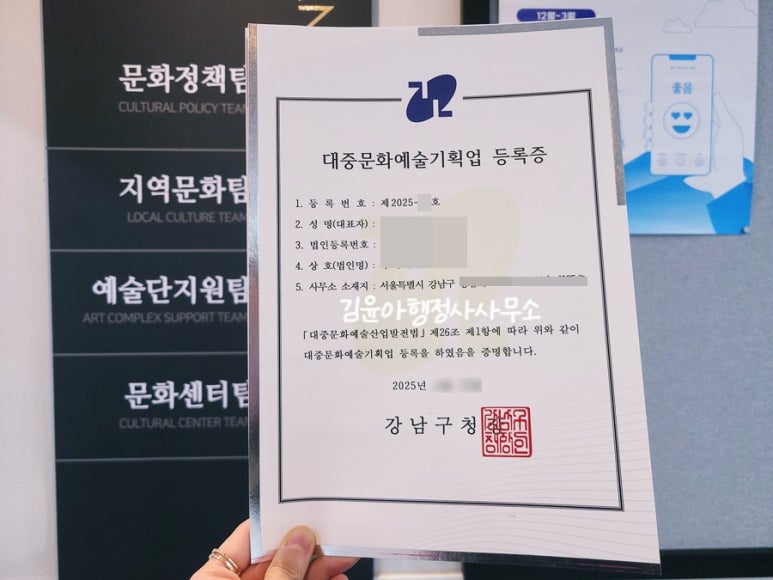 문화정책팀
CULTURAL POLICY TEAM
지역문화팀
LOCAL CULTURE TEAM
예술단지원팀
ART COMPLEX SUPPORT TEAM
문화센터팀
CULTURAL CENTER TEAM
12월~3월
좋음
대중문화예술기획업 등록증
1. 등 록 번 호 : 제2025- 호
2. 성 명(대표자) :
3. 법인등록번호 :
4. 상 호(법인명) :
5. 사무소 소재지 : 서울특별시 강남구
김윤아행정사사무소
「대중문화예술산업발전법」 제26조 제1항에 따라 위와 같이
대중문화예술기획업 등록을 하였음을 증명합니다.
2025년
강남구청장